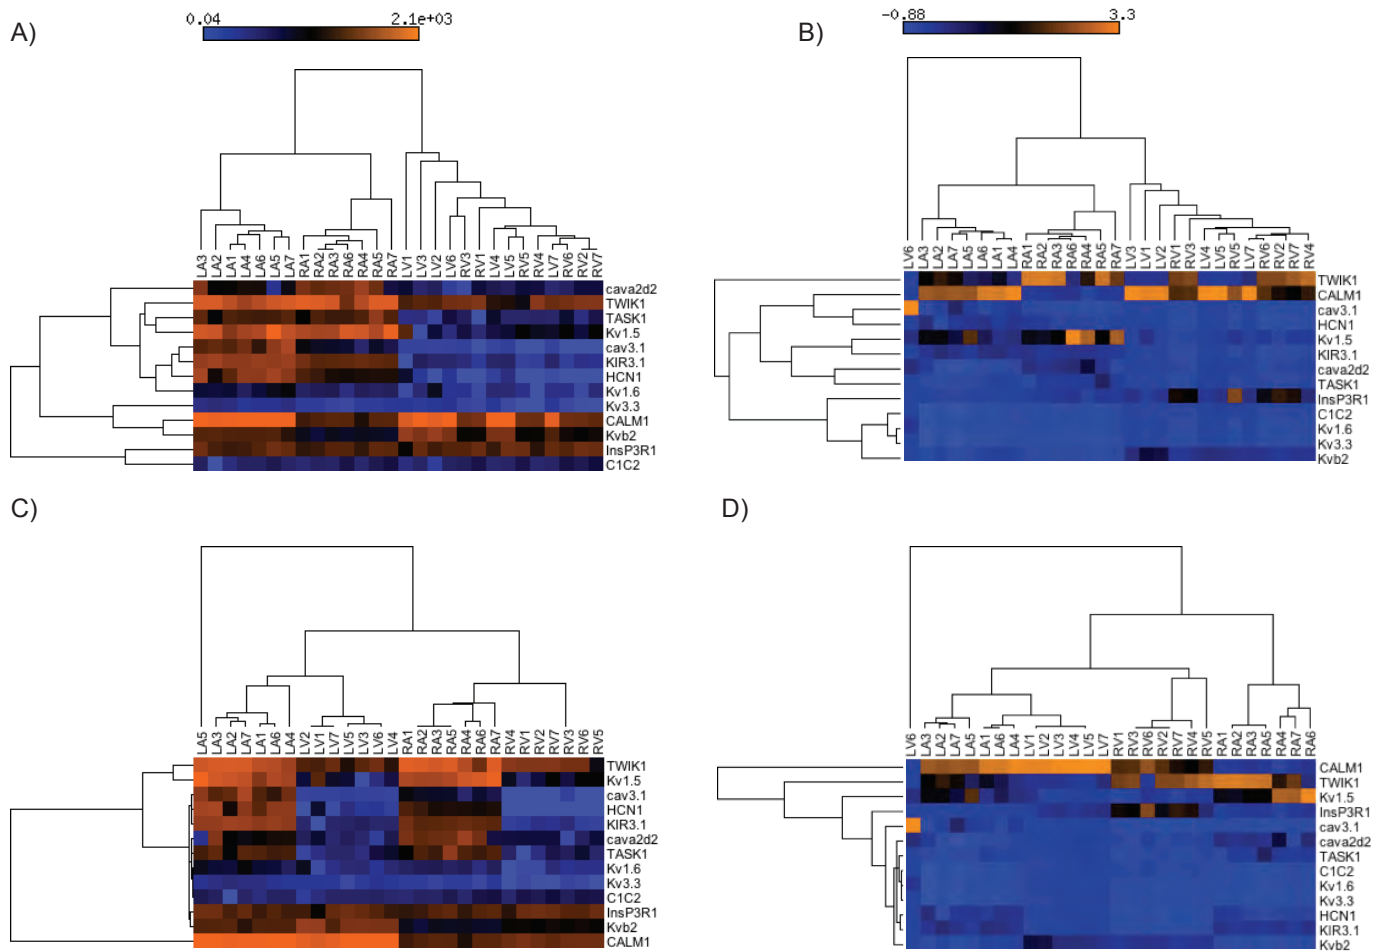 A)
0.04 2.1e+03
LA3 LA2 LA1 LA4 LA6 LA5 LA7 RA1 RA2 RA3 RA6 RA4 RA5 RA7 LV1 LV3 LV2 LV6 RV3 RV1 LV4 LV5 RV5 RV4 LV7 RV6 RV2 RV7
cava2d2
TWIK1
TASK1
Kv1.5
cav3.1
KIR3.1
HCN1
Kv1.6
Kv3.3
CALM1
Kvb2
InsP3R1
C1C2
B)
-0.88 3.3
LV6 LA3 LA2 LA7 LA5 LA6 LA1 LA4 RA1 RA2 RA3 RA6 RA4 RA5 RA7 LV3 LV1 LV2 RV1 RV3 LV4 LV5 RV5 LV7 RV6 RV2 RV7 RV4
TWIK1
CALM1
cav3.1
HCN1
Kv1.5
KIR3.1
cava2d2
TASK1
InsP3R1
C1C2
Kv1.6
Kv3.3
Kvb2
C)
LA5 LA3 LA2 LA7 LA1 LA6 LA4 LV2 LV1 LV7 LV5 LV3 LV6 LV4 RA1 RA2 RA3 RA5 RA4 RA6 RA7 RV4 RV1 RV2 RV7 RV3 RV6 RV5
TWIK1
Kv1.5
cav3.1
HCN1
KIR3.1
cava2d2
TASK1
Kv1.6
Kv3.3
C1C2
InsP3R1
Kvb2
CALM1
D)
LV6 LA3 LA2 LA7 LA5 LA1 LA6 LA4 LV1 LV2 LV3 LV4 LV5 LV7 RV1 RV3 RV6 RV2 RV7 RV4 RV5 RA1 RA2 RA3 RA5 RA4 RA7 RA6
CALM1
TWIK1
Kv1.5
InsP3R1
cav3.1
cava2d2
TASK1
C1C2
Kv1.6
Kv3.3
HCN1
KIR3.1
Kvb2